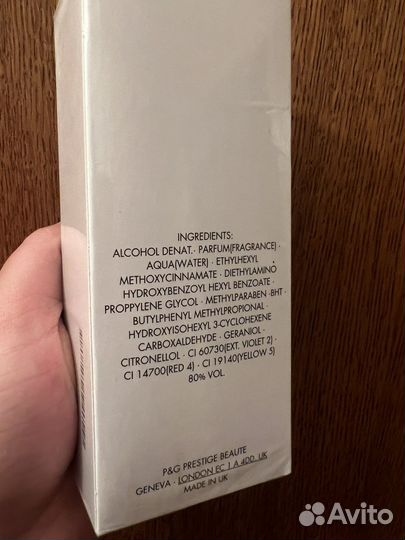 INGREDIENTS:
ALCOHOL DENAT.· PARFUM(FRAGRANCE)·
AQUA(WATER) · ETHYLHEXYL
METHOXYCINNAMATE · DIETHYLAMINO
HYDROXYBENZOYL HEXYL BENZOATE ·
PROPPYLENE GLYCOL · METHYLPARABEN ·BHT ·
BUTYLPHENYL METHYLPROPIONAL ·
HYDROXYISOHEXYL 3-CYCLOHEXENE
CARBOXALDEHYDE · GERANIOL ·
CITRONELLOL · CI 60730(EXT. VIOLET 2) ·
CI 14700(RED 4) · CI 19140(YELLOW 5)
80% VOL.
P&G PRESTIGE BEAUTE
GENEVA · LONDON EC 1 A 4DD UK
MADE IN UK
Avito